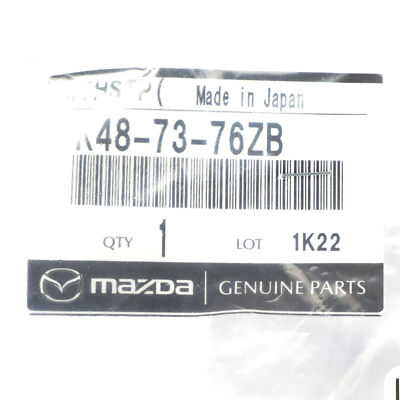 Made in Japan
K48-73-76ZB
QTY 1 LOT 1K22
mazda GENUINE PARTS